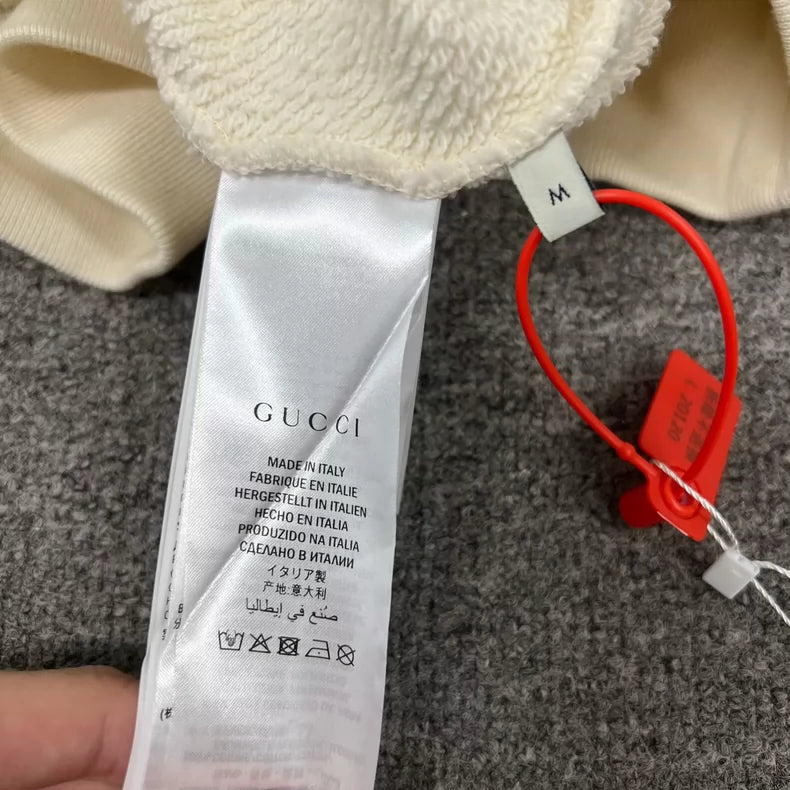 M
GUCCI
MADE IN ITALY
FABRIQUE EN ITALIE
HERGESTELLT IN ITALIEN
HECHO EN ITALIA
PRODUZIDO NA ITALIA
СДЕЛАНО В ИТАЛИИ
イタリア製
产地:意大利
صُنع في إيطاليا